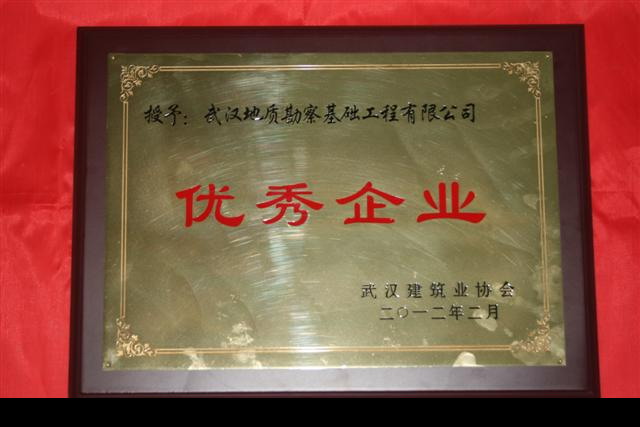 授予：武汉地质勘察基础工程有限公司
优秀企业
武汉建筑业协会
二〇一二年二月